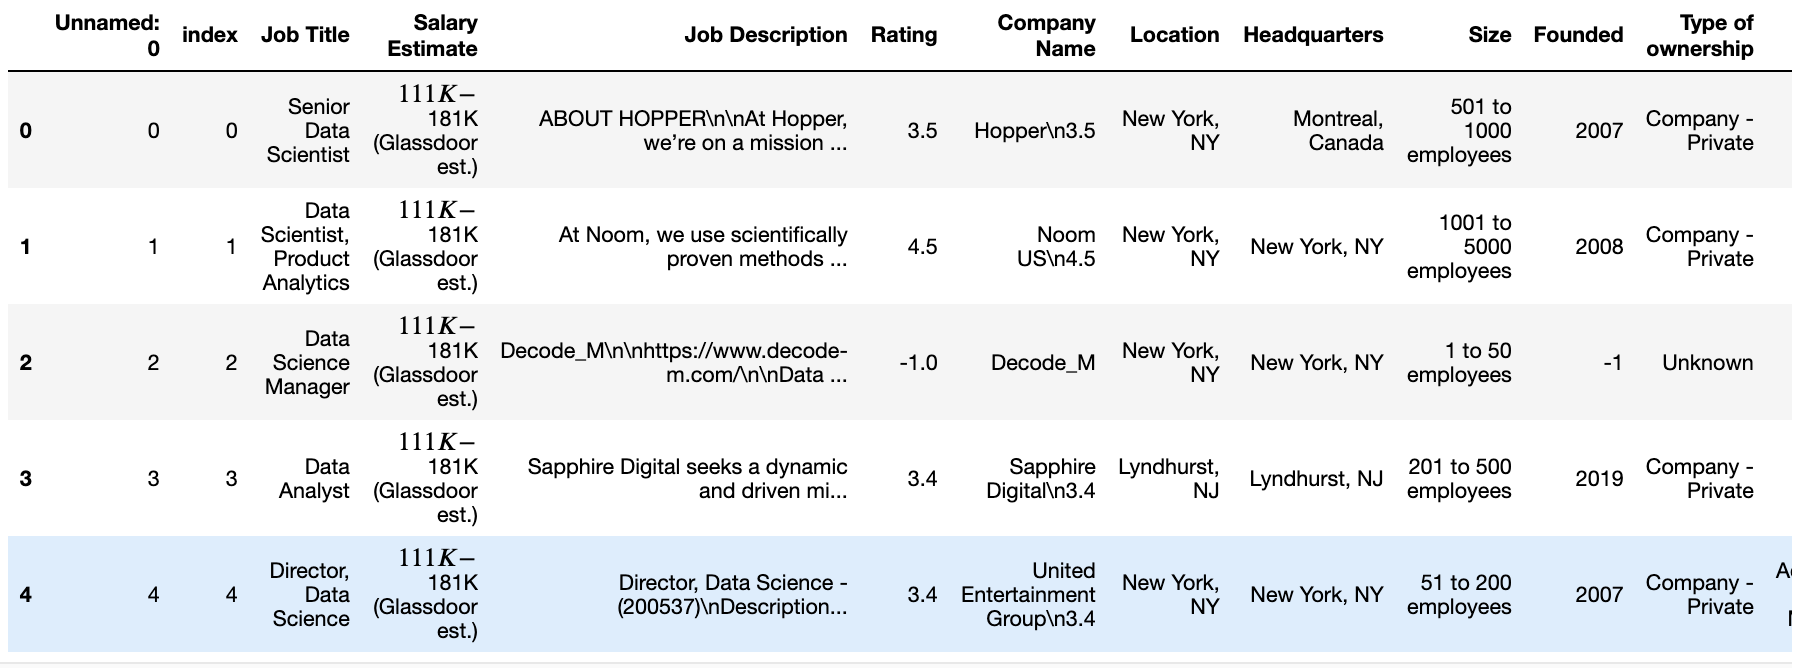 Unnamed: 0 index Job Title Salary Estimate Job Description Rating Company Name Location Headquarters Size Founded Type of ownership
0 0 0 Senior Data Scientist 111K–181K (Glassdoor est.) ABOUT HOPPER\n\nAt Hopper, we’re on a mission ... 3.5 Hopper\n3.5 New York, NY Montreal, Canada 501 to 1000 employees 2007 Company - Private
1 1 1 Data Scientist, Product Analytics 111K–181K (Glassdoor est.) At Noom, we use scientifically proven methods ... 4.5 Noom US\n4.5 New York, NY New York, NY 1001 to 5000 employees 2008 Company - Private
2 2 2 Data Science Manager 111K–181K (Glassdoor est.) Decode_M\n\nhttps://www.decode-m.com/\n\nData ... -1.0 Decode_M New York, NY New York, NY 1 to 50 employees -1 Unknown
3 3 3 Data Analyst 111K–181K (Glassdoor est.) Sapphire Digital seeks a dynamic and driven mi... 3.4 Sapphire Digital\n3.4 Lyndhurst, NJ Lyndhurst, NJ 201 to 500 employees 2019 Company - Private
4 4 4 Director, Data Science 111K–181K (Glassdoor est.) Director, Data Science - (200537)\nDescription... 3.4 United Entertainment Group\n3.4 New York, NY New York, NY 51 to 200 employees 2007 Company - Private